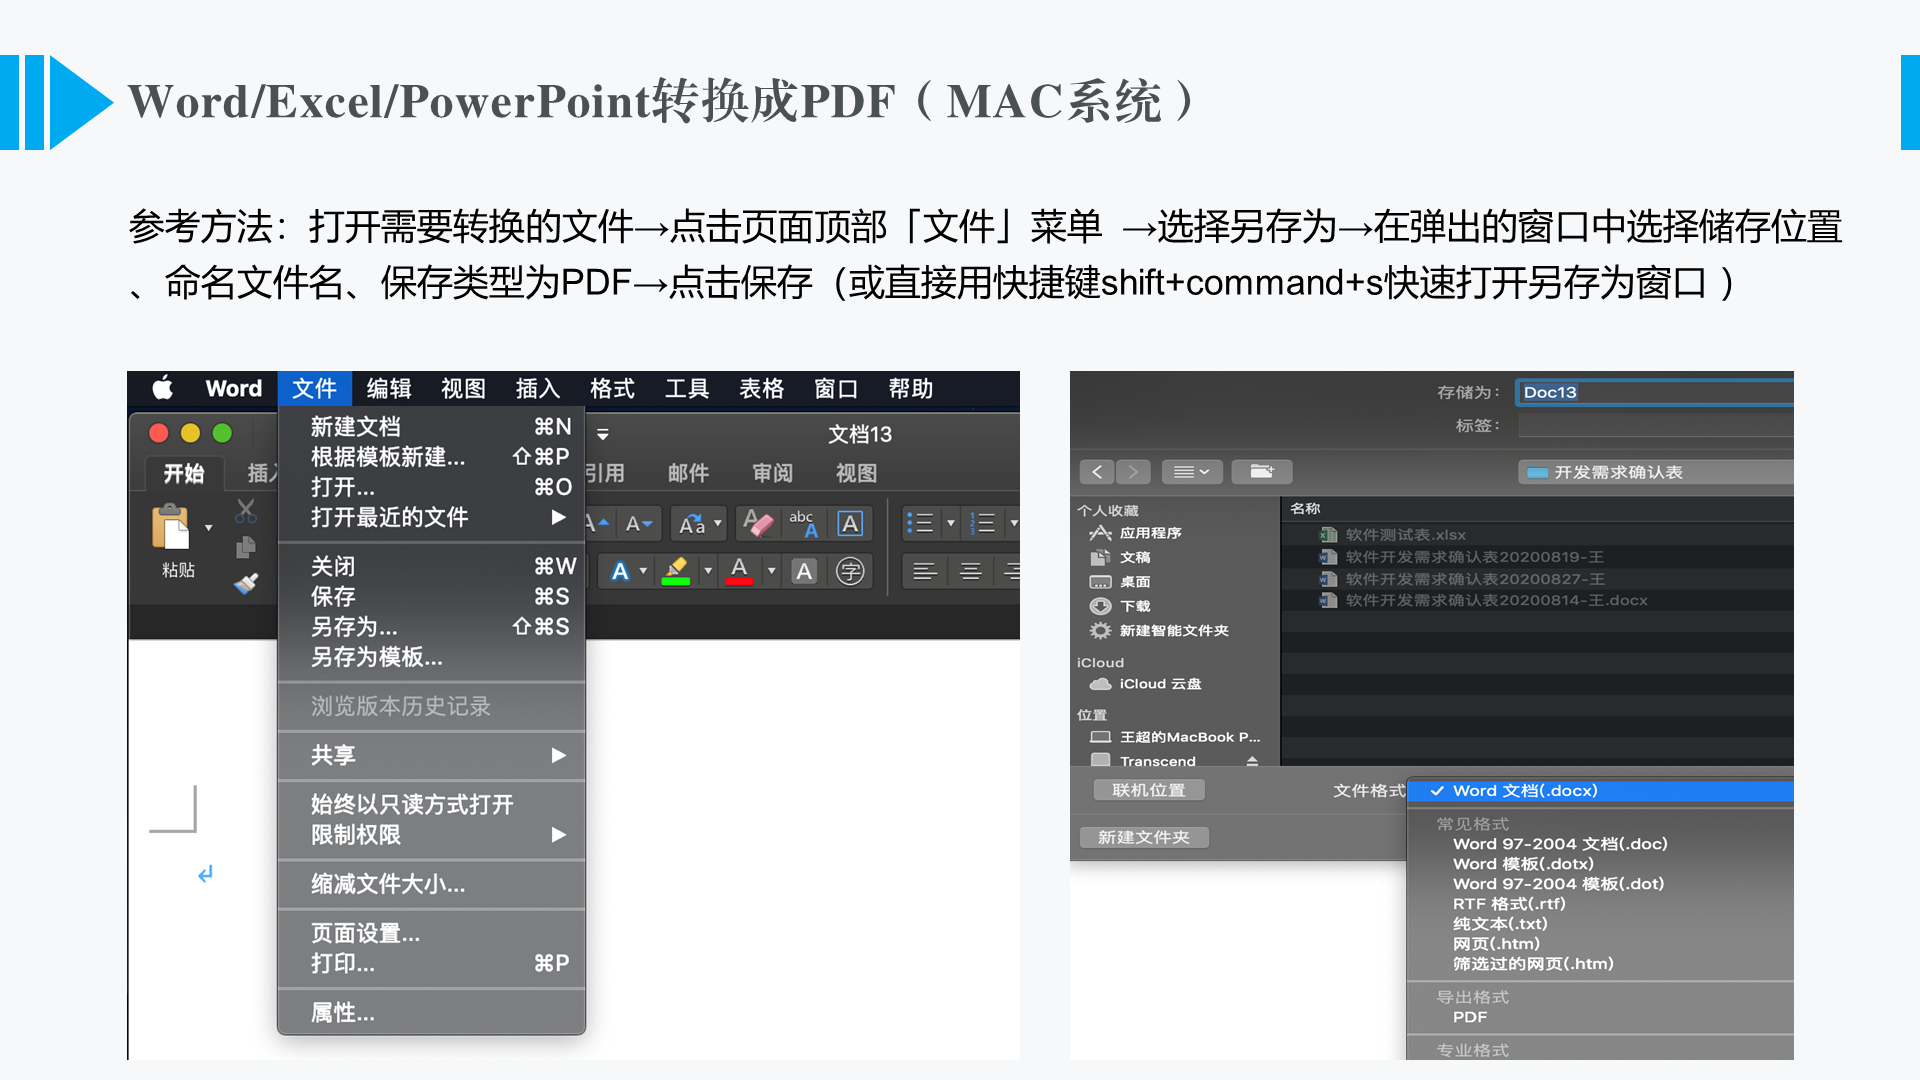 Word/Excel/PowerPoint转换成PDF（MAC系统）
参考方法：打开需要转换的文件→点击页面顶部「文件」菜单 →选择另存为→在弹出的窗口中选择储存位置
、命名文件名、保存类型为PDF→点击保存（或直接用快捷键shift+command+s快速打开另存为窗口 ）
Word 文件 编辑 视图 插入 格式 工具 表格 窗口 帮助
文档13
开始 插入 引用 邮件 审阅 视图
粘贴
新建文档 ⌘N
根据模板新建... ⇧⌘P
打开... ⌘O
打开最近的文件 ▶
关闭 ⌘W
保存 ⌘S
另存为... ⇧⌘S
另存为模板...
浏览版本历史记录
共享 ▶
始终以只读方式打开
限制权限 ▶
缩减文件大小...
页面设置...
打印... ⌘P
属性...
存储为： Doc13
标签：
开发需求确认表
个人收藏
应用程序
文稿
桌面
下载
新建智能文件夹
iCloud
iCloud 云盘
位置
王超的MacBook P...
Transcend
名称
软件测试表.xlsx
软件开发需求确认表20200819-王
软件开发需求确认表20200827-王
软件开发需求确认表20200814-王.docx
联机位置
文件格式
新建文件夹
✓ Word 文档(.docx)
常见格式
Word 97-2004 文档(.doc)
Word 模板(.dotx)
Word 97-2004 模板(.dot)
RTF 格式(.rtf)
纯文本(.txt)
网页(.htm)
筛选过的网页(.htm)
导出格式
PDF
专业格式